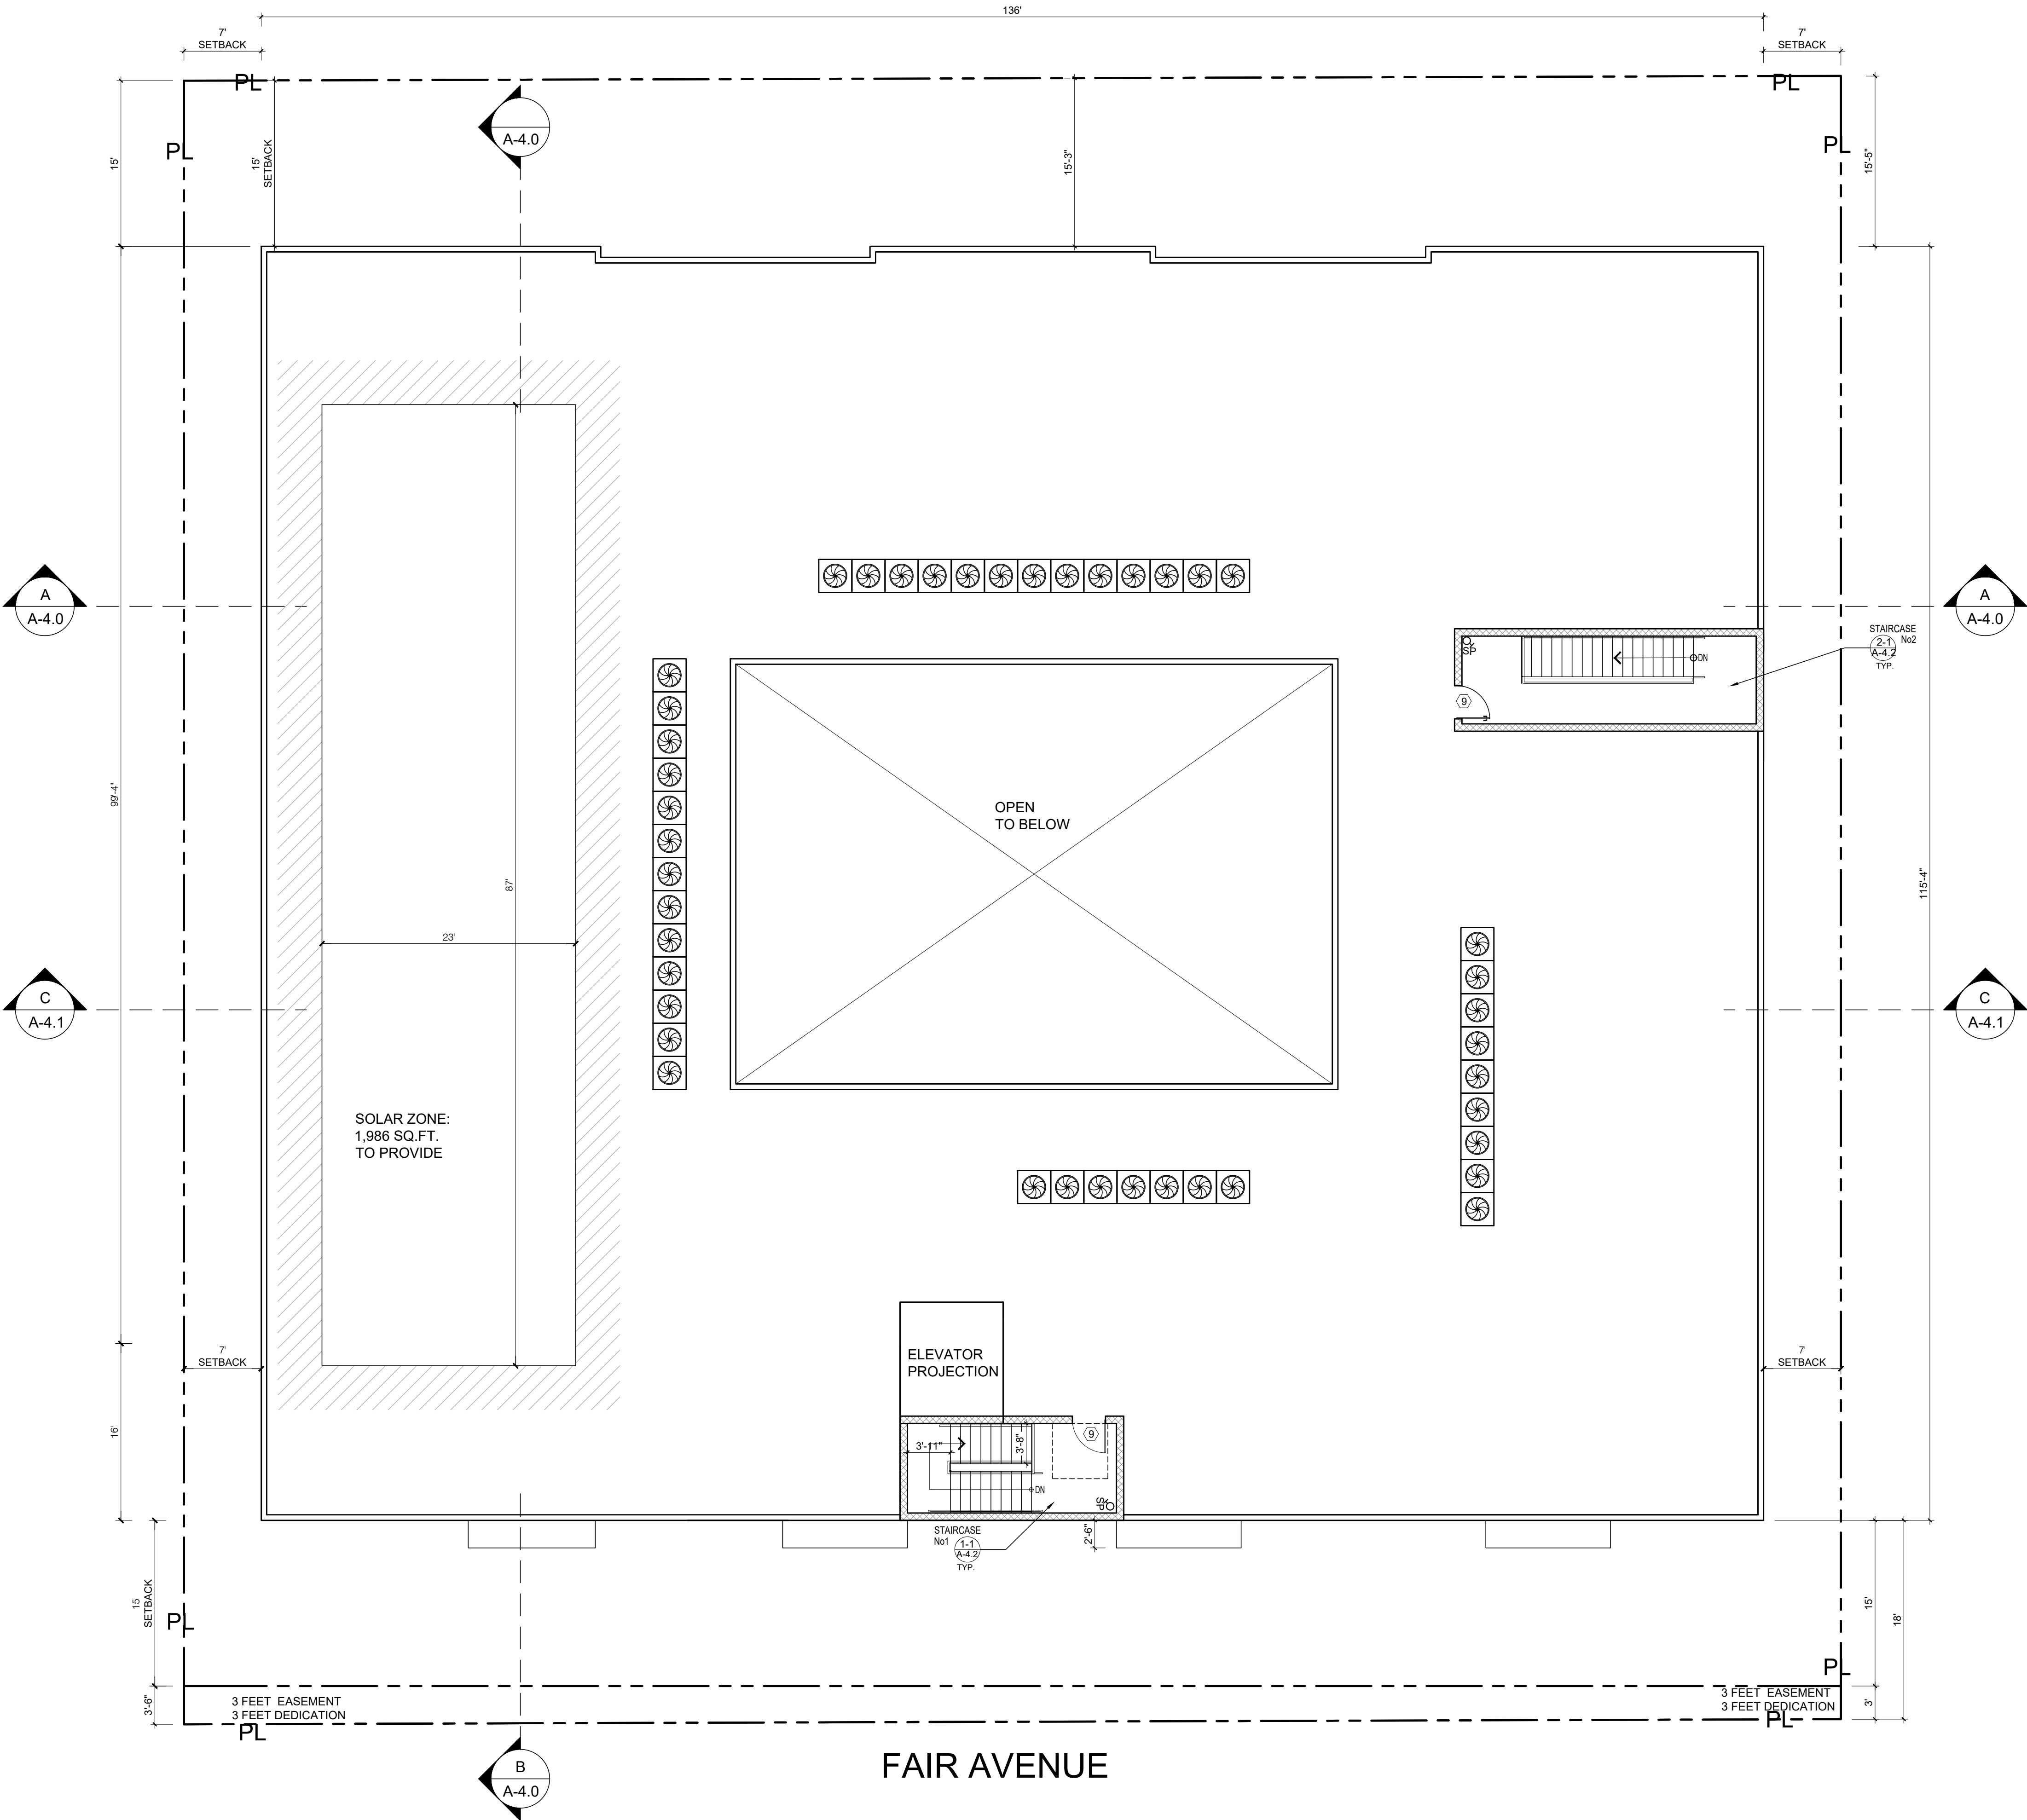 136'
7'
SETBACK
7'
SETBACK
PL
PL
A-4.0
PL
PL
15'
15'
SETBACK
15'-3"
15'-5"
A
A-4.0
A
A-4.0
STAIRCASE
No2
2-1
A-4.2
TYP.
SP
DN
9
OPEN
TO BELOW
99'-4"
87'
115'-4"
23'
C
A-4.1
C
A-4.1
SOLAR ZONE:
1,986 SQ.FT.
TO PROVIDE
7'
SETBACK
ELEVATOR
PROJECTION
7'
SETBACK
16'
3'-11"
3'-8"
9
DN
SP
STAIRCASE
No1
1-1
A-4.2
TYP.
2'-6"
15'
SETBACK
PL
15'
18'
PL
3'-6"
3 FEET EASEMENT
3 FEET DEDICATION
PL
3 FEET EASEMENT
3 FEET DEDICATION
PL
3'
B
A-4.0
FAIR AVENUE